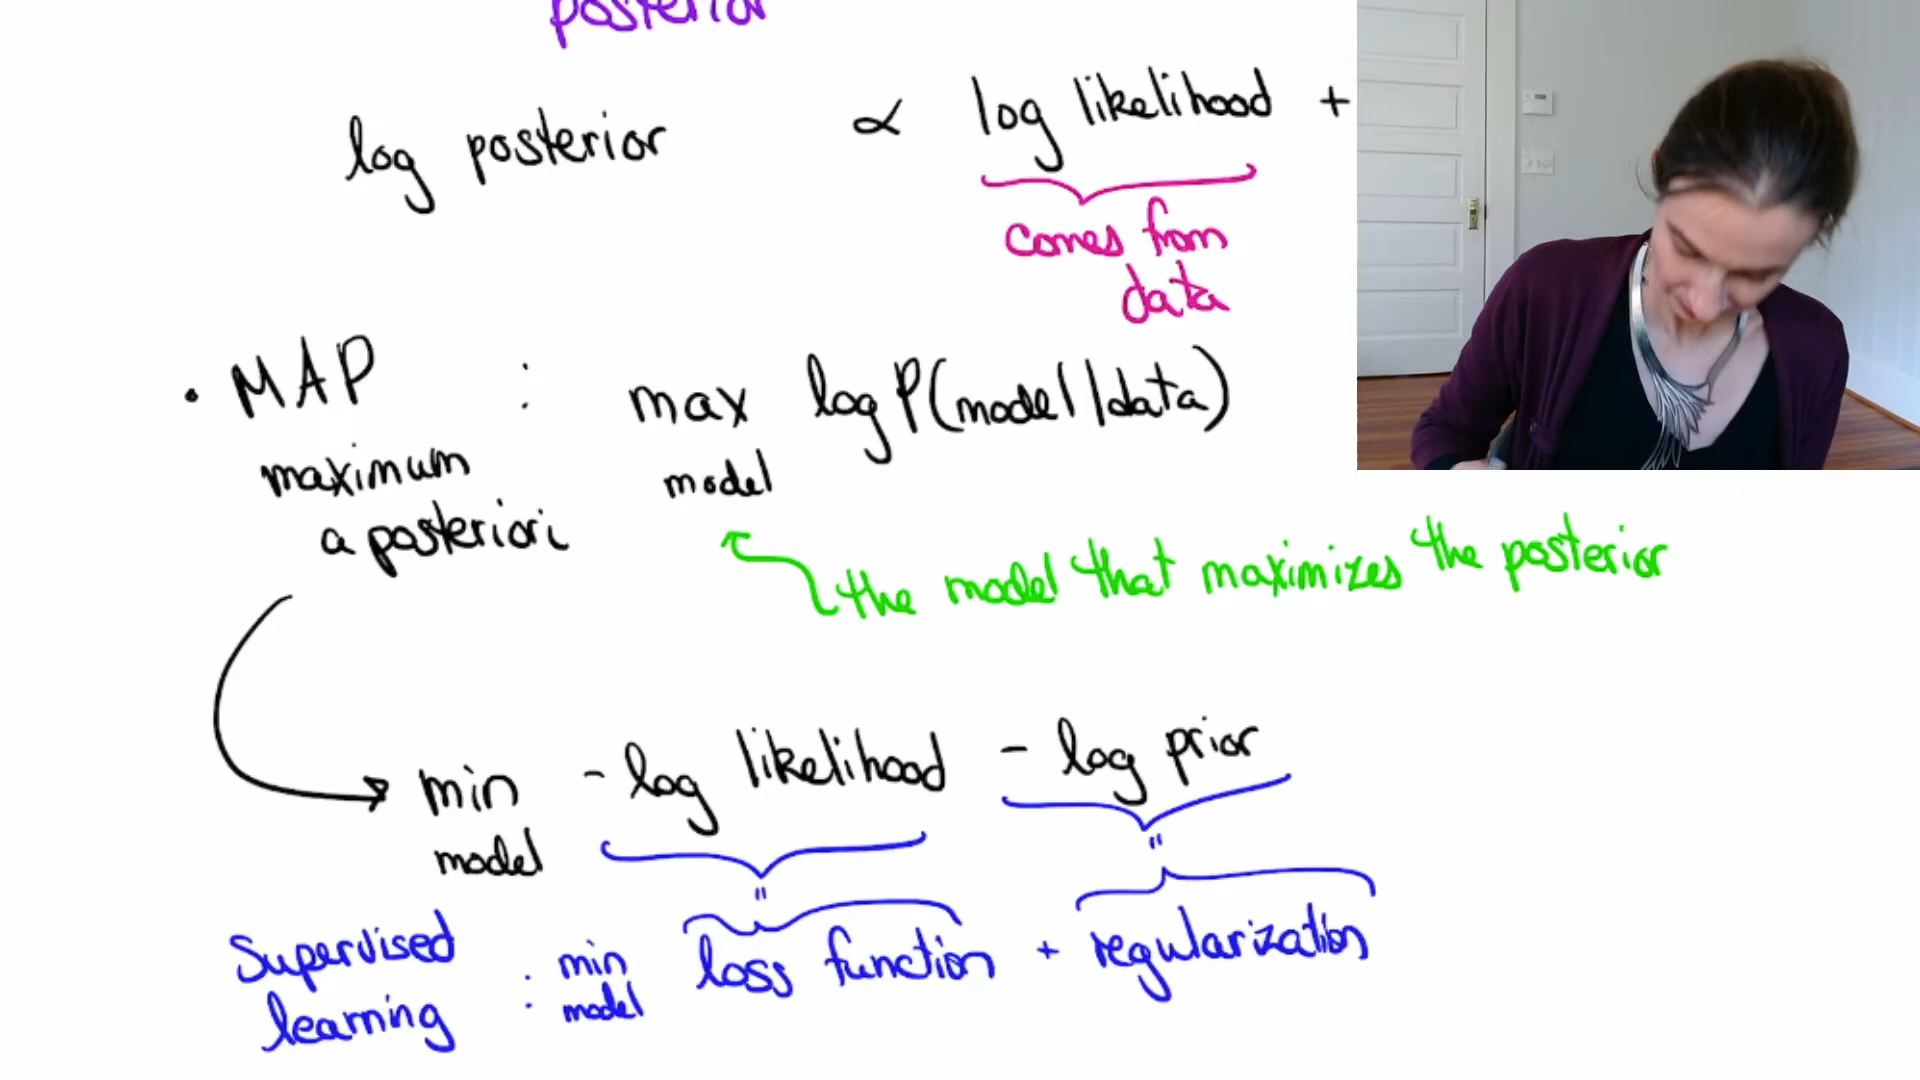 posterior
log posterior ∝ log likelihood +
comes from
data
• MAP : max log P(model|data)
maximum model
a posteriori
the model that maximizes the posterior
min - log likelihood - log prior
model " "
Supervised : min loss function + regularization
learning model